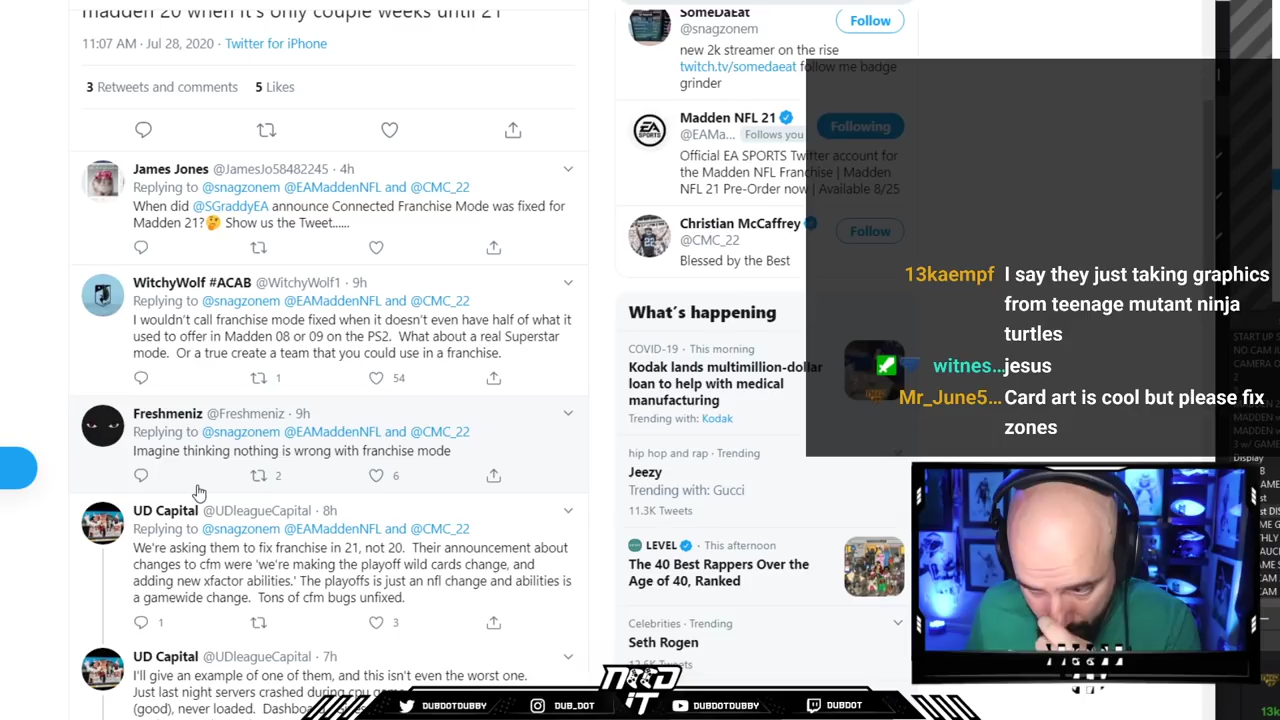 madden 20 when it's only couple weeks until 21
11:07 AM · Jul 28, 2020 · Twitter for iPhone
3 Retweets and comments 5 Likes
James Jones @JamesJo58482245 · 4h
Replying to @snagzonem @EAMaddenNFL and @CMC_22
When did @SGraddyEA announce Connected Franchise Mode was fixed for
Madden 21?🤔 Show us the Tweet......
WitchyWolf #ACAB @WitchyWolf1 · 9h
Replying to @snagzonem @EAMaddenNFL and @CMC_22
I wouldn't call franchise mode fixed when it doesn't even have half of what it
used to offer in Madden 08 or 09 on the PS2. What about a real Superstar
mode. Or a true create a team that you could use in a franchise.
1 54
Freshmeniz @Freshmeniz · 9h
Replying to @snagzonem @EAMaddenNFL and @CMC_22
Imagine thinking nothing is wrong with franchise mode
2 6
UD Capital @UDleagueCapital · 8h
Replying to @snagzonem @EAMaddenNFL and @CMC_22
We're asking them to fix franchise in 21, not 20. Their announcement about
changes to cfm were 'we're making the playoff wild cards change, and
adding new xfactor abilities.' The playoffs is just an nfl change and abilities is
a gamewide change. Tons of cfm bugs unfixed.
1 3
UD Capital @UDleagueCapital · 7h
I'll give an example of one of them, and this isn't even the worst one.
Just last night servers crashed during cpu
(good), never loaded.
SomeDaEat
@snagzonem
Follow
new 2k streamer on the rise
twitch.tv/somedaeat follow me badge
grinder
Madden NFL 21
@EAMa... Follows you
Following
Official EA SPORTS Twitter account for
the Madden NFL Franchise | Madden
NFL 21 Pre-Order now | Available 8/25
Christian McCaffrey
@CMC_22
Follow
Blessed by the Best
What's happening
COVID-19 · This morning
Kodak lands multimillion-dollar
loan to help with medical
manufacturing
Trending with: Kodak
hip hop and rap · Trending
Jeezy
Trending with: Gucci
11.3K Tweets
LEVEL · This afternoon
The 40 Best Rappers Over the
Age of 40, Ranked
Celebrities · Trending
Seth Rogen
Tweets
13kaempf I say they just taking graphics
from teenage mutant ninja
turtles
witnes... jesus
Mr_June5... Card art is cool but please fix
zones
EA SPORTS
NEED
IT
DUBDOTDUBBY DUB_DOT DUBDOTDUBBY DUBDOT